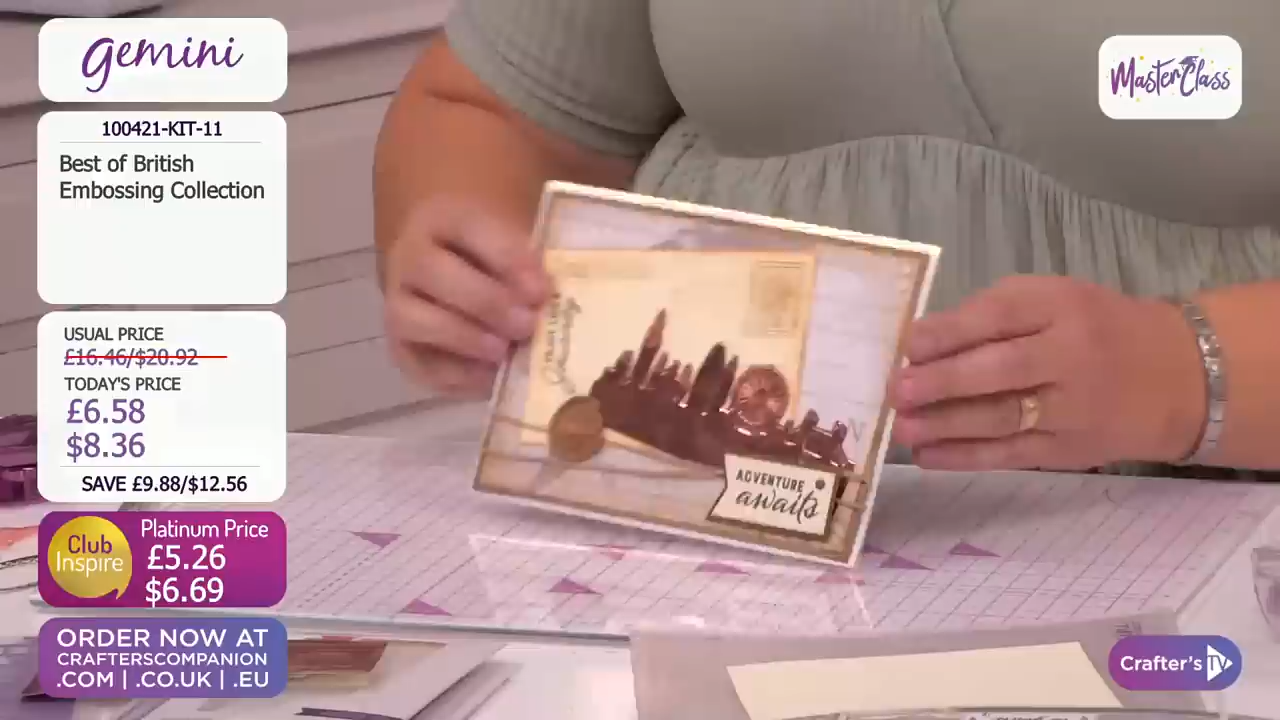 gemini
100421-KIT-11
Best of British
Embossing Collection
USUAL PRICE
£16.46/$20.92
TODAY'S PRICE
£6.58
$8.36
SAVE £9.88/$12.56
Club
Inspire
Platinum Price
£5.26
$6.69
ORDER NOW AT
CRAFTERSCOMPANION
.COM | .CO.UK | .EU
MasterClass
ADVENTURE
awaits
Crafter's TV